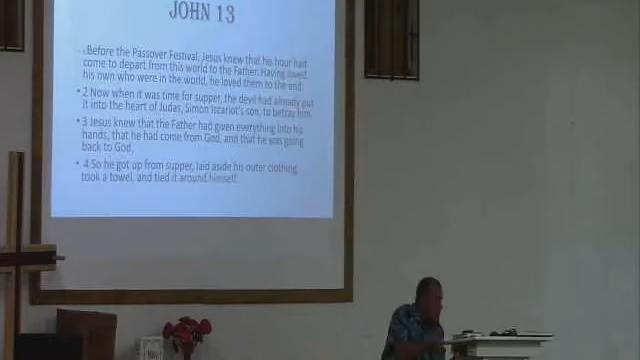 JOHN 13
• 1 Before the Passover Festival, Jesus knew that his hour had
come to depart from this world to the Father. Having loved
his own who were in the world, he loved them to the end.
• 2 Now when it was time for supper, the devil had already put
it into the heart of Judas, Simon Iscariot's son, to betray him.
• 3 Jesus knew that the Father had given everything into his
hands, that he had come from God, and that he was going
back to God.
• 4 So he got up from supper, laid aside his outer clothing,
took a towel, and tied it around himself.